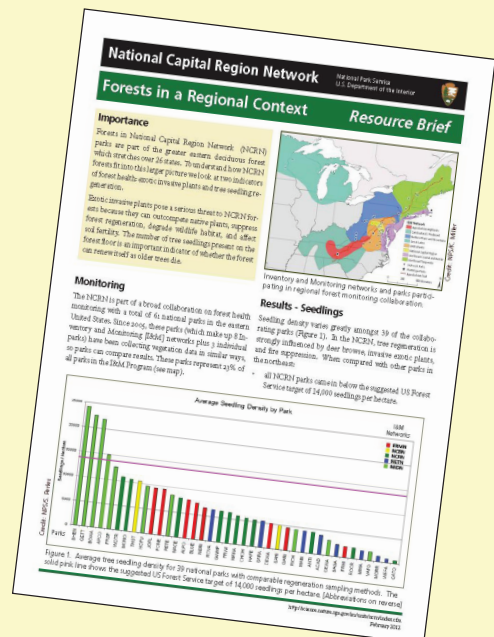 National Capital Region Network
National Park Service
U.S. Department of the Interior
Forests in a Regional Context
Resource Brief
Importance
Forests in National Capital Region Network (NCRN)
parks are part of the greater eastern deciduous forest
which stretches over 26 states. To understand how NCRN
forests fit into this larger picture we look at two indicators
of forest health: exotic invasive plants and tree seedling re-
generation.
Exotic invasive plants pose a serious threat to NCRN for-
ests because they can outcompete native plants, suppress
forest regeneration, degrade wildlife habitat, and affect
soil fertility. The number of tree seedlings present on the
forest floor is an important indicator of whether the forest
can renew itself as older trees die.
Credit: NPS/K. Miller
Inventory and Monitoring networks and parks partici-
pating in regional forest monitoring collaboration.
Monitoring
The NCRN is part of a broad collaboration on forest health
monitoring with a total of 61 national parks in the eastern
United States. Since 2005, these parks (which make up 8 In-
ventory and Monitoring [I&M] networks plus 3 individual
parks) have been collecting vegetation data in similar ways,
so parks can compare results. These parks represent 23% of
all parks in the I&M Program (see map).
Results - Seedlings
Seedling density varies greatly amongst 39 of the collabo-
rating parks (Figure 1). In the NCRN, tree regeneration is
strongly influenced by deer browse, invasive exotic plants,
and fire suppression. When compared with other parks in
the northeast:
• all NCRN parks came in below the suggested US Forest
Service target of 14,000 seedlings per hectare.
Average Seedling Density by Park
I&M
Networks
ERMN
NCBN
NCRN
NETN
MIDN
Seedlings / Hectare
Parks
Credit: NPS/S. Perles
Figure 1. Average tree seedling density for 39 national parks with comparable regeneration sampling methods. The
solid pink line shows the suggested US Forest Service target of 14,000 seedlings per hectare. [Abbreviations on reverse]
February 2013